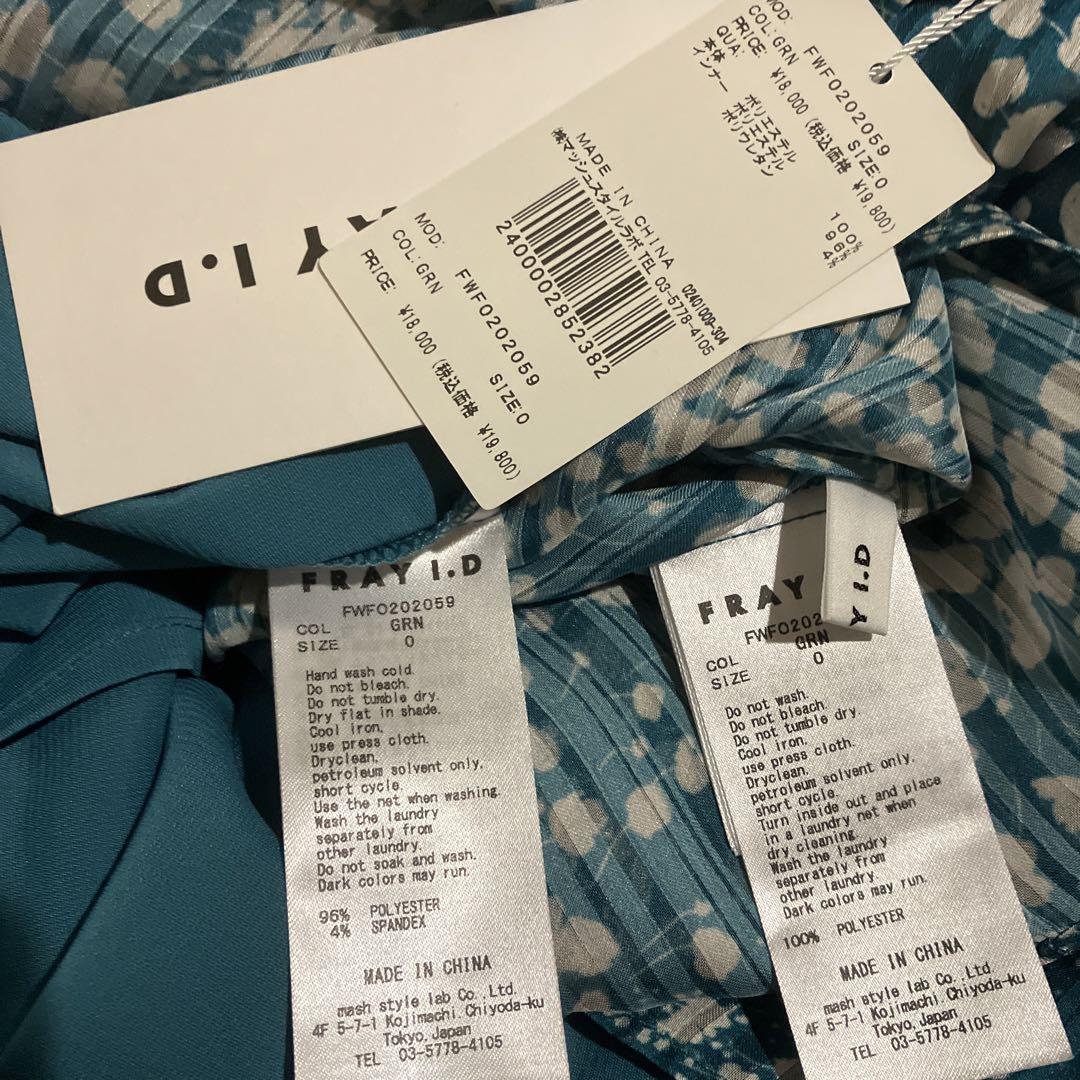 MOD: FWFO202059
COL:GRN SIZE:0
PRICE: ¥18,000 (税込価格 ¥19,800)
QUA:
本体 ポリエステル 100%
インナー ポリエステル 96%
ポリウレタン 4%
MADE IN CHINA 02401009-304
㈱マッシュスタイルラボ TEL 03-5778-4105
2400002852382
MOD: FWFO202059
COL:GRN SIZE:0
PRICE: ¥18,000 (税込価格 ¥19,800)
AY I.D
FRAY I.D
FWFO202059
COL GRN
SIZE 0
Hand wash cold.
Do not bleach.
Do not tumble dry.
Dry flat in shade.
Cool iron,
use press cloth.
Dryclean,
petroleum solvent only,
short cycle.
Use the net when washing.
Wash the laundry
separately from
other laundry.
Do not soak and wash.
Dark colors may run.
96% POLYESTER
4% SPANDEX
MADE IN CHINA
mash style lab Co.,Ltd.
4F 5-7-1 Kojimachi,Chiyoda-ku
Tokyo,Japan
TEL 03-5778-4105
Y I.D
FRAY
FWFO202
COL GRN
SIZE 0
Do not wash.
Do not bleach.
Do not tumble dry.
Cool iron,
use press cloth.
Dryclean,
petroleum solvent only,
short cycle.
Turn inside out and place
in a laundry net when
dry cleaning.
Wash the laundry
separately from
other laundry.
Dark colors may run.
100% POLYESTER
MADE IN CHINA
mash style lab Co.,Ltd.
4F 5-7-1 Kojimachi,Chiyoda-ku
Tokyo,Japan
TEL 03-5778-4105